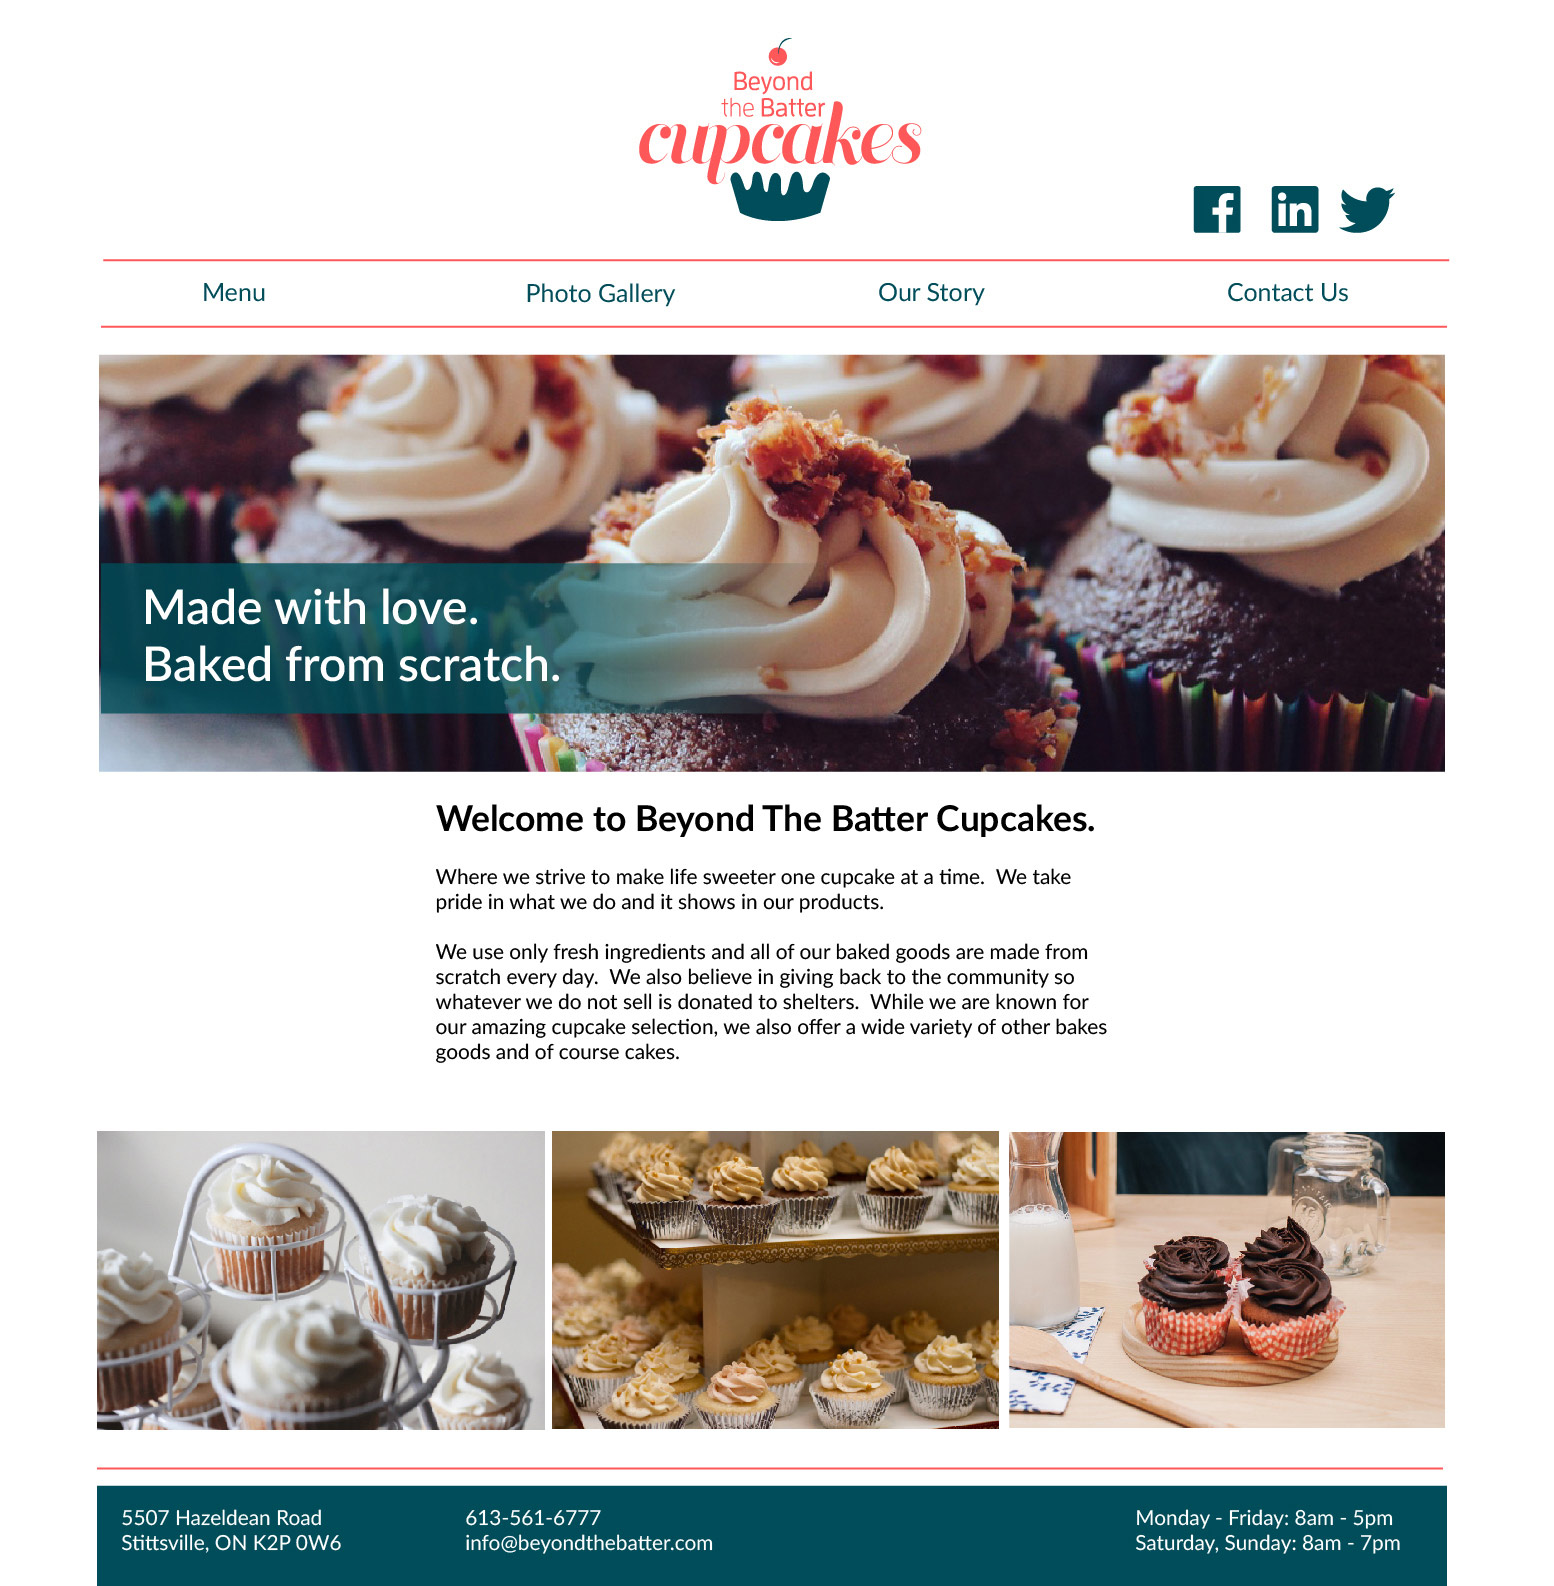 Beyond
the Batter
cupcakes
Menu
Photo Gallery
Our Story
Contact Us
Made with love.
Baked from scratch.
Welcome to Beyond The Batter Cupcakes.
Where we strive to make life sweeter one cupcake at a time.  We take
pride in what we do and it shows in our products.
We use only fresh ingredients and all of our baked goods are made from
scratch every day.  We also believe in giving back to the community so
whatever we do not sell is donated to shelters.  While we are known for
our amazing cupcake selection, we also offer a wide variety of other bakes
goods and of course cakes.
5507 Hazeldean Road
Stittsville, ON K2P 0W6
613-561-6777
info@beyondthebatter.com
Monday - Friday: 8am - 5pm
Saturday, Sunday: 8am - 7pm